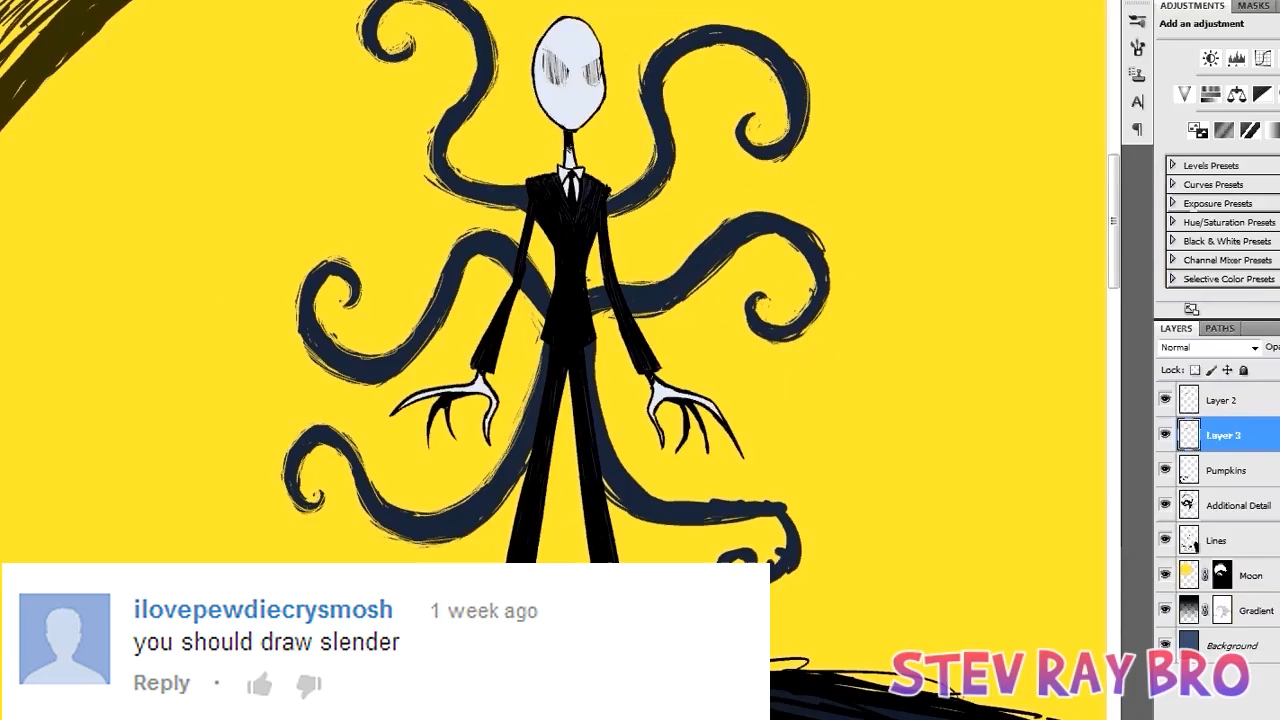 ADJUSTMENTS MASKS
Add an adjustment
Levels Presets
Curves Presets
Exposure Presets
Hue/Saturation Presets
Black & White Presets
Channel Mixer Presets
Selective Color Presets
LAYERS PATHS
Normal Opa
Lock:
Layer 2
Layer 3
Pumpkins
Additional Detail
Lines
Moon
Gradient
Background
ilovepewdiecrysmosh 1 week ago
you should draw slender
Reply
STEV RAY BRO